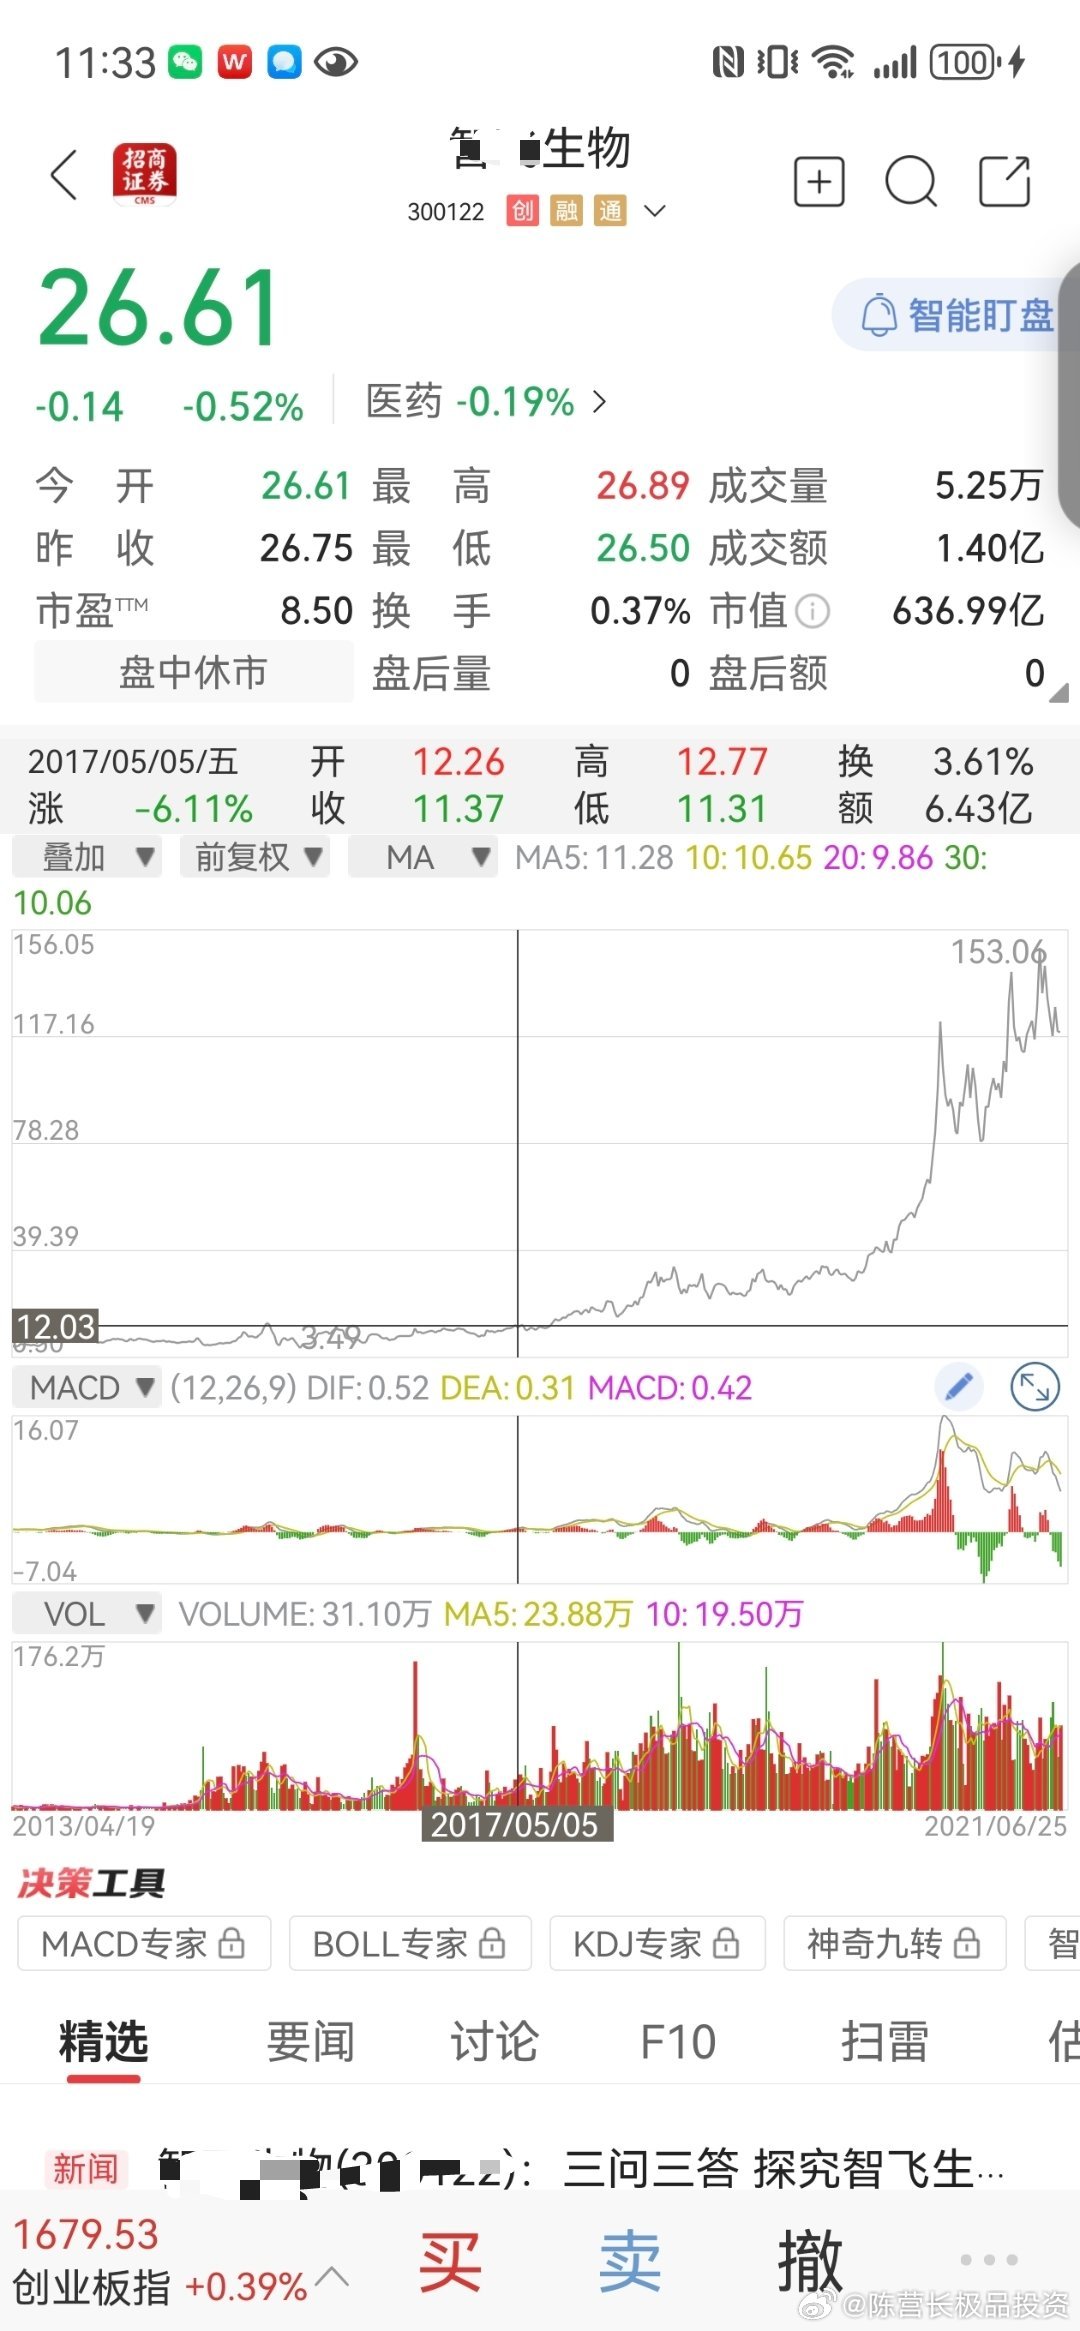 11:33 W 100
招商证券 CMS
生物
300122 创 融 通
26.61
智能盯盘
-0.14 -0.52% 医药 -0.19%
今开 26.61 最高 26.89 成交量 5.25万
昨收 26.75 最低 26.50 成交额 1.40亿
市盈TTM 8.50 换手 0.37% 市值 636.99亿
盘中休市 盘后量 0 盘后额 0
2017/05/05/五 开 12.26 高 12.77 换 3.61%
涨 -6.11% 收 11.37 低 11.31 额 6.43亿
叠加 前复权 MA MA5:11.28 10:10.65 20:9.86 30:
10.06
156.05
153.06
117.16
78.28
39.39
12.03
3.49
MACD (12,26,9) DIF:0.52 DEA:0.31 MACD:0.42
16.07
-7.04
VOL VOLUME:31.10万 MA5:23.88万 10:19.50万
176.2万
2013/04/19 2017/05/05 2021/06/25
决策工具
MACD专家 BOLL专家 KDJ专家 神奇九转 智
精选 要闻 讨论 F10 扫雷 估
新闻 三问三答 探究智飞生...
1679.53
创业板指 +0.39% 买 卖 撤
@陈营长极品投资